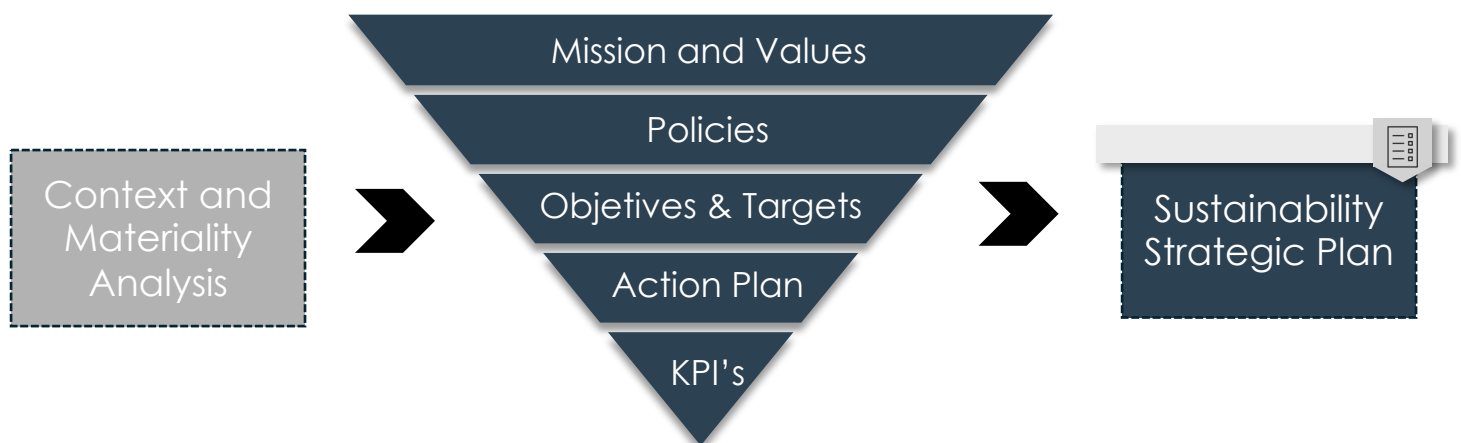 Context and
Materiality
Analysis
Mission and Values
Policies
Objetives & Targets
Action Plan
KPI's
Sustainability
Strategic Plan